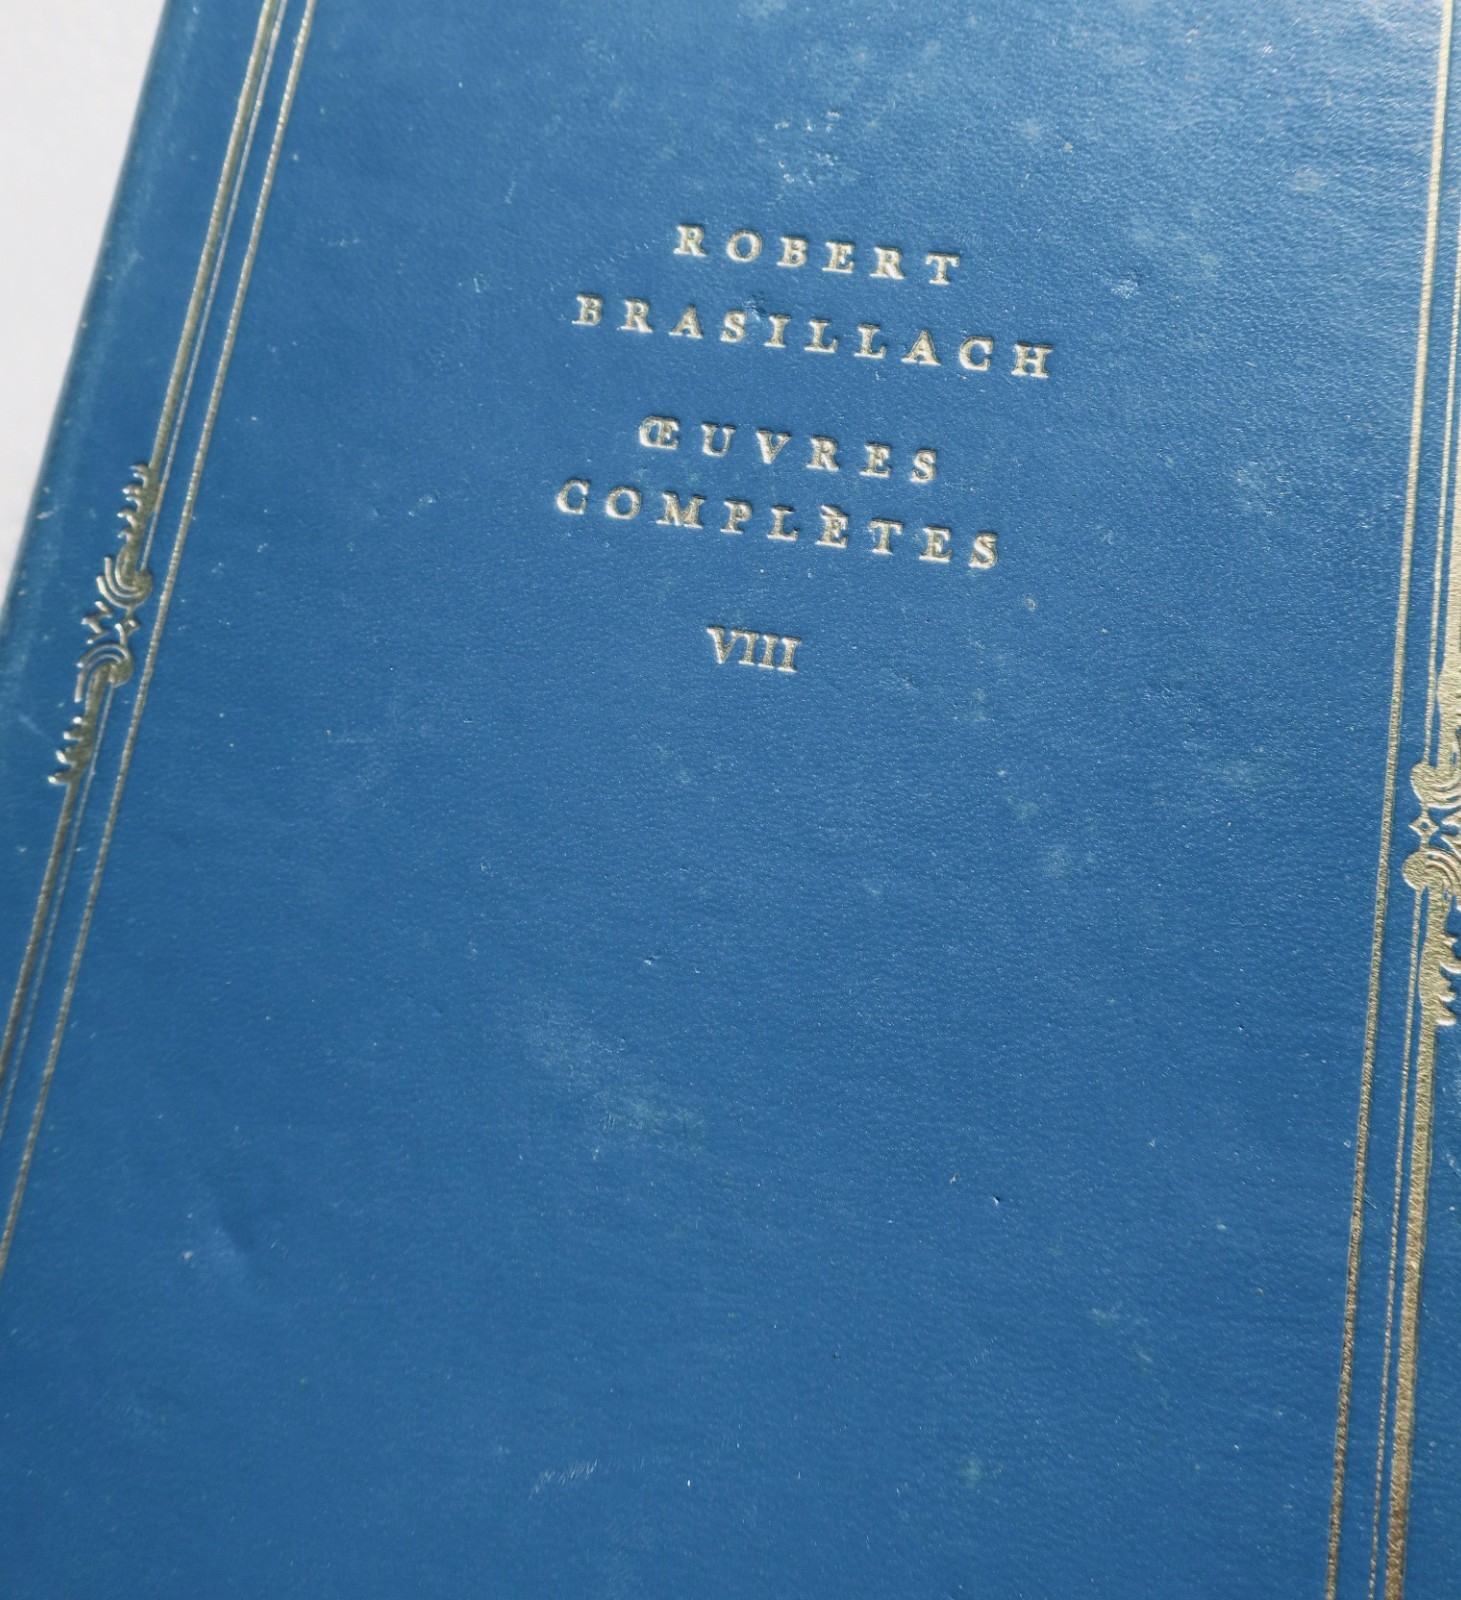 ROBERT
BRASILLACH
ŒUVRES
COMPLÈTES
VIII